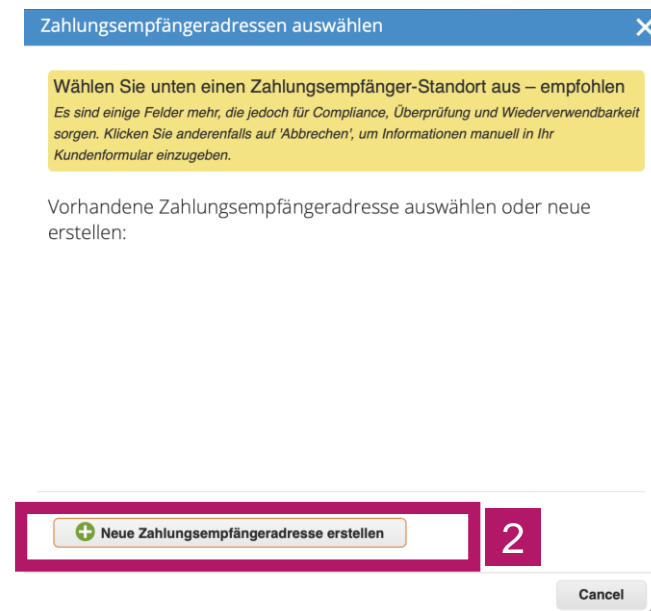 Zahlungsempfängeradressen auswählen
Wählen Sie unten einen Zahlungsempfänger-Standort aus – empfohlen
Es sind einige Felder mehr, die jedoch für Compliance, Überprüfung und Wiederverwendbarkeit
sorgen. Klicken Sie anderenfalls auf 'Abbrechen', um Informationen manuell in Ihr
Kundenformular einzugeben.
Vorhandene Zahlungsempfängeradresse auswählen oder neue
erstellen:
Neue Zahlungsempfängeradresse erstellen
2
Cancel